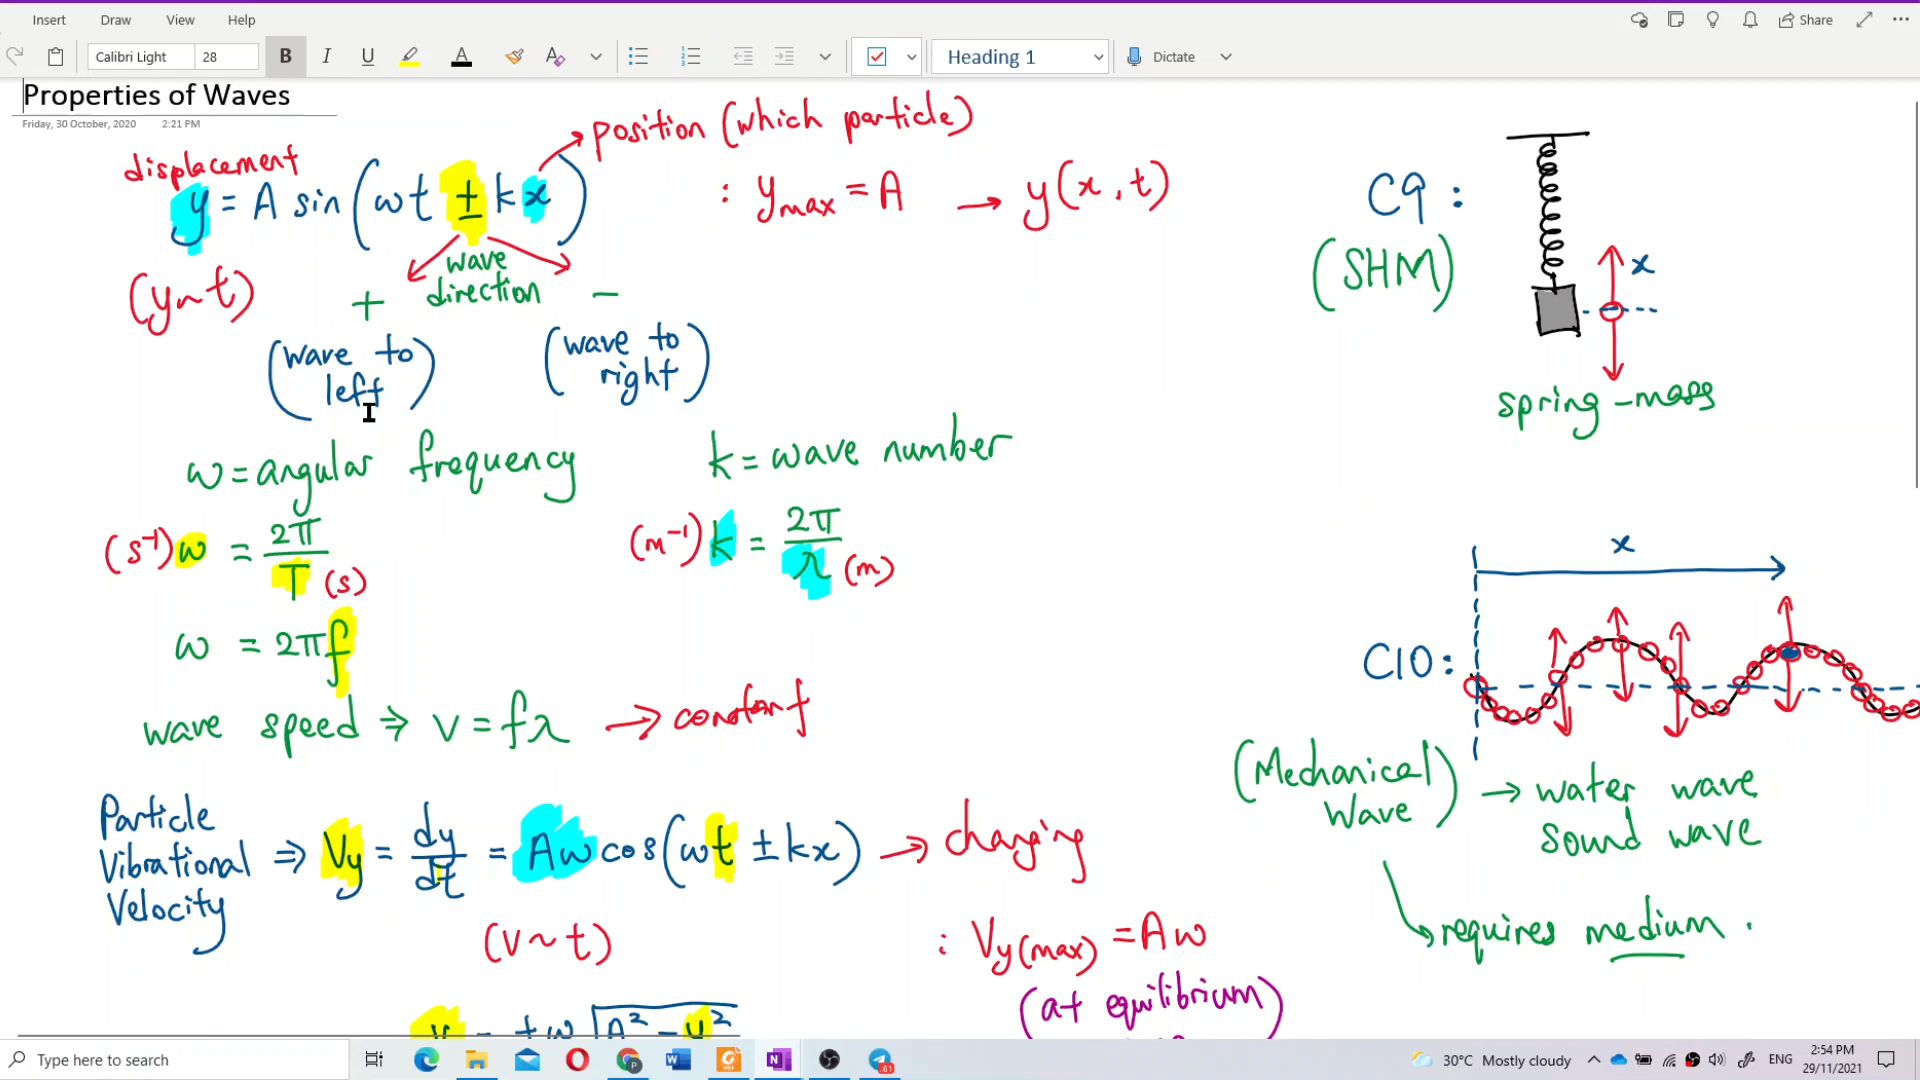 Insert Draw View Help Share
Calibri Light 28 B I U A Heading 1 Dictate
Properties of Waves
Friday, 30 October, 2020 2:21 PM
position (which particle)
displacement
y = A sin(ωt ± kx) : ymax = A → y(x, t)
(y~t)
wave
direction
+ −
(wave to
left)
(wave to
right)
ω = angular frequency k = wave number
(s⁻¹) ω = 2π/T (s) (m⁻¹) k = 2π/λ (m)
ω = 2πf
wave speed ⇒ v = fλ → constant
Particle
Vibrational
Velocity
⇒ Vy = dy/dt = Aω cos(ωt ± kx) → changing
(v~t)
: Vy(max) = Aω
(at equilibrium)
= ±ω √A² − y²
C9 :
(SHM)
x
spring-mass
x
C10 :
(Mechanical
Wave)
→ water wave
sound wave
requires medium .
Type here to search
30°C Mostly cloudy ENG 2:54 PM
29/11/2021